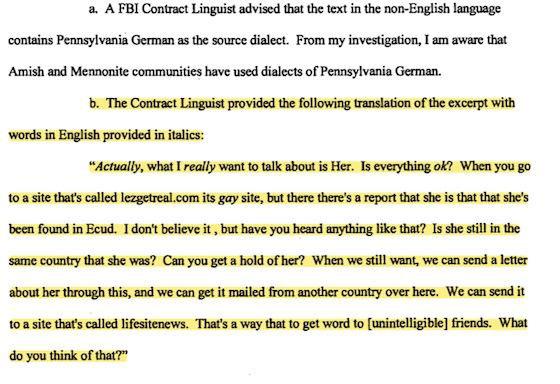 a. A FBI Contract Linguist advised that the text in the non-English language
contains Pennsylvania German as the source dialect. From my investigation, I am aware that
Amish and Mennonite communities have used dialects of Pennsylvania German.
b. The Contract Linguist provided the following translation of the excerpt with
words in English provided in italics:
"Actually, what I really want to talk about is Her. Is everything ok? When you go
to a site that's called lezgetreal.com its gay site, but there there's a report that she is that that she's
been found in Ecud. I don't believe it , but have you heard anything like that? Is she still in the
same country that she was? Can you get a hold of her? When we still want, we can send a letter
about her through this, and we can get it mailed from another country over here. We can send it
to a site that's called lifesitenews. That's a way that to get word to [unintelligible] friends. What
do you think of that?"